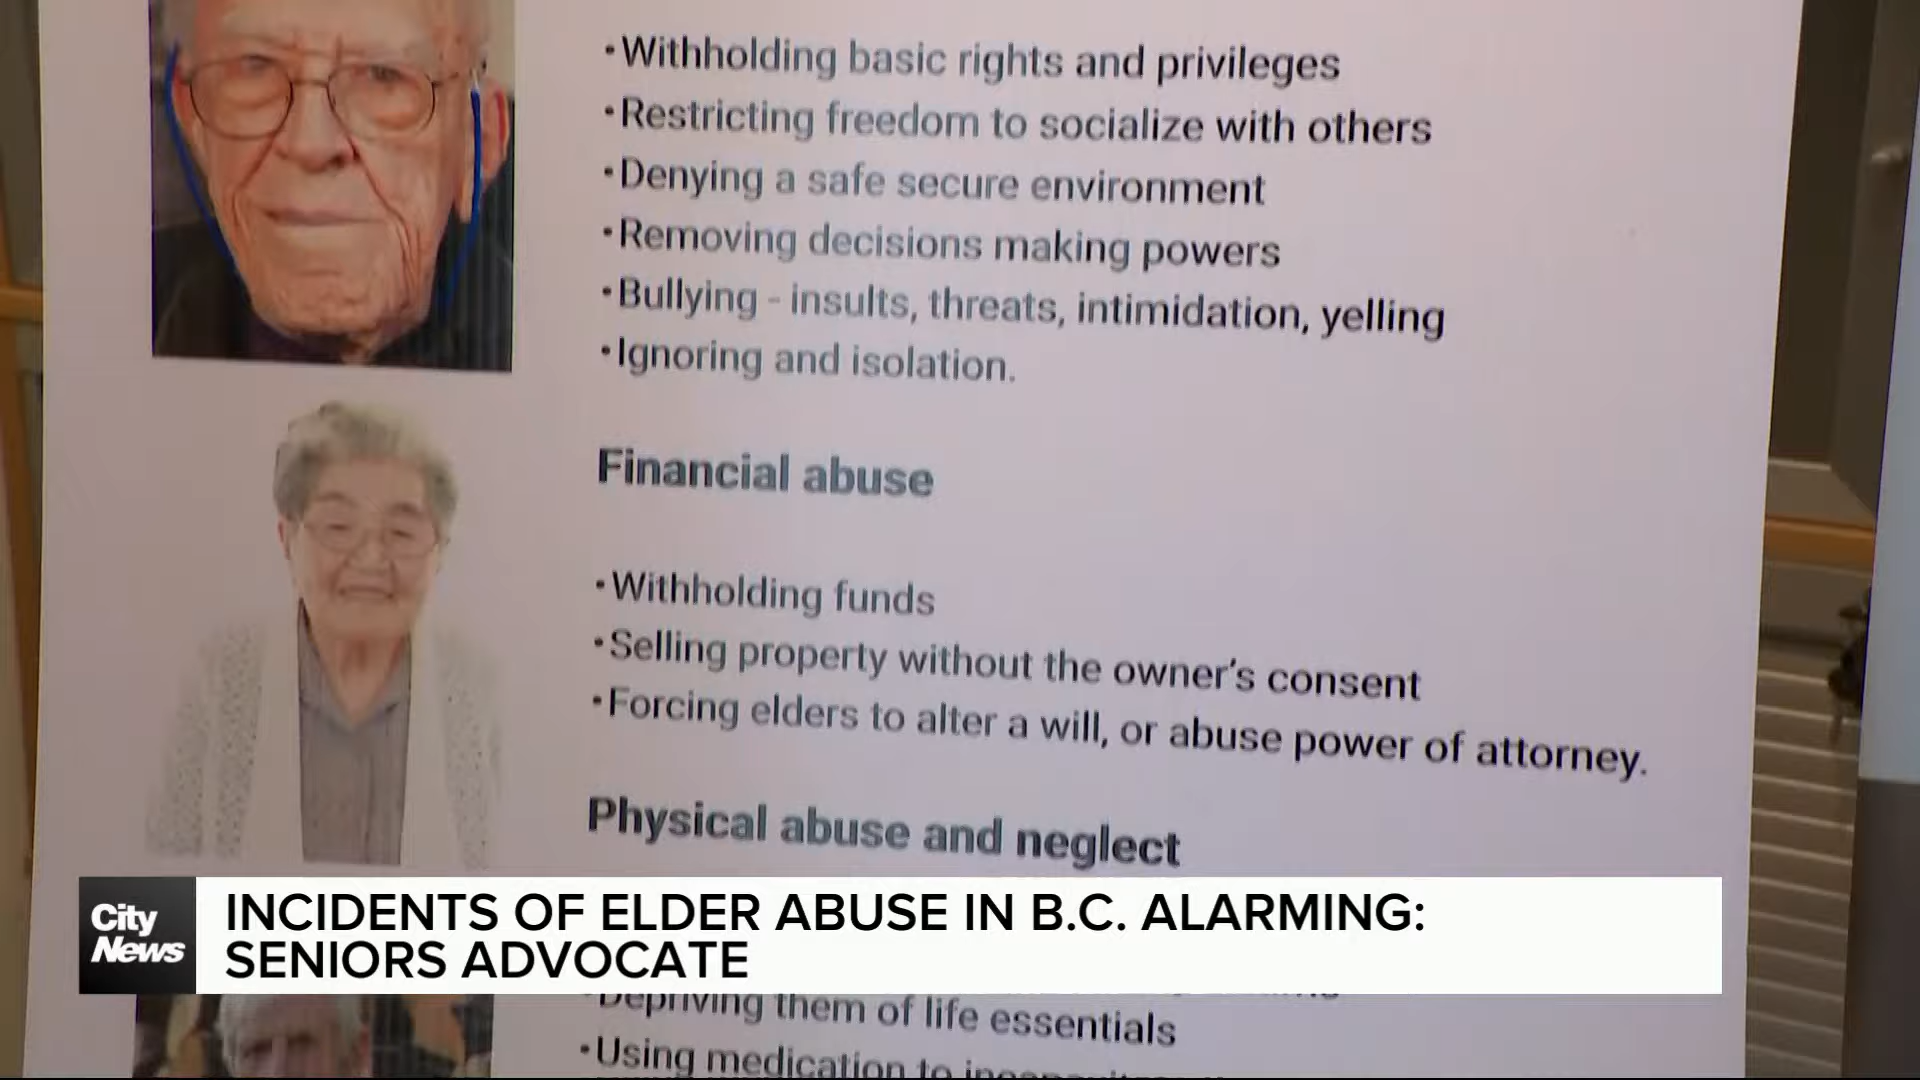 •Withholding basic rights and privileges
•Restricting freedom to socialize with others
•Denying a safe secure environment
•Removing decisions making powers
•Bullying - insults, threats, intimidation, yelling
•Ignoring and isolation.
Financial abuse
•Withholding funds
•Selling property without the owner's consent
•Forcing elders to alter a will, or abuse power of attorney.
Physical abuse and neglect
City
News
INCIDENTS OF ELDER ABUSE IN B.C. ALARMING:
SENIORS ADVOCATE
•Depriving them of life essentials
•Using medication to